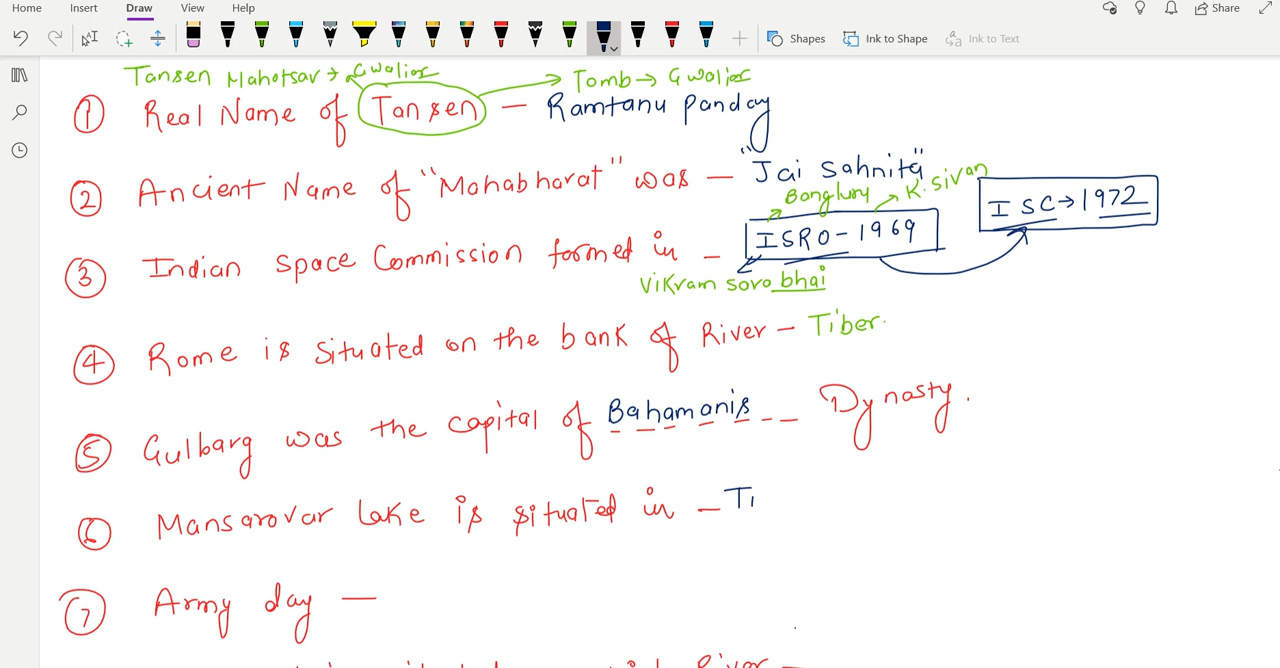 Home Insert Draw View Help
Share
Shapes Ink to Shape Ink to Text
Tansen Mahotsav → Gwalior
Tomb → Gwalior
1 Real Name of Tansen — Ramtanu Panday
2 Ancient Name of "Mahabharat" was — "Jai Sahnita"
Banglury K. Sivan
3 Indian Space Commission formed in — ISRO - 1969
ISC → 1972
Vikram sorobhai
4 Rome is situated on the bank of River — Tiber.
5 Gulbarg was the capital of Bahamanis Dynasty.
6 Mansarovar lake is situated in — Ti
7 Army day —
River —